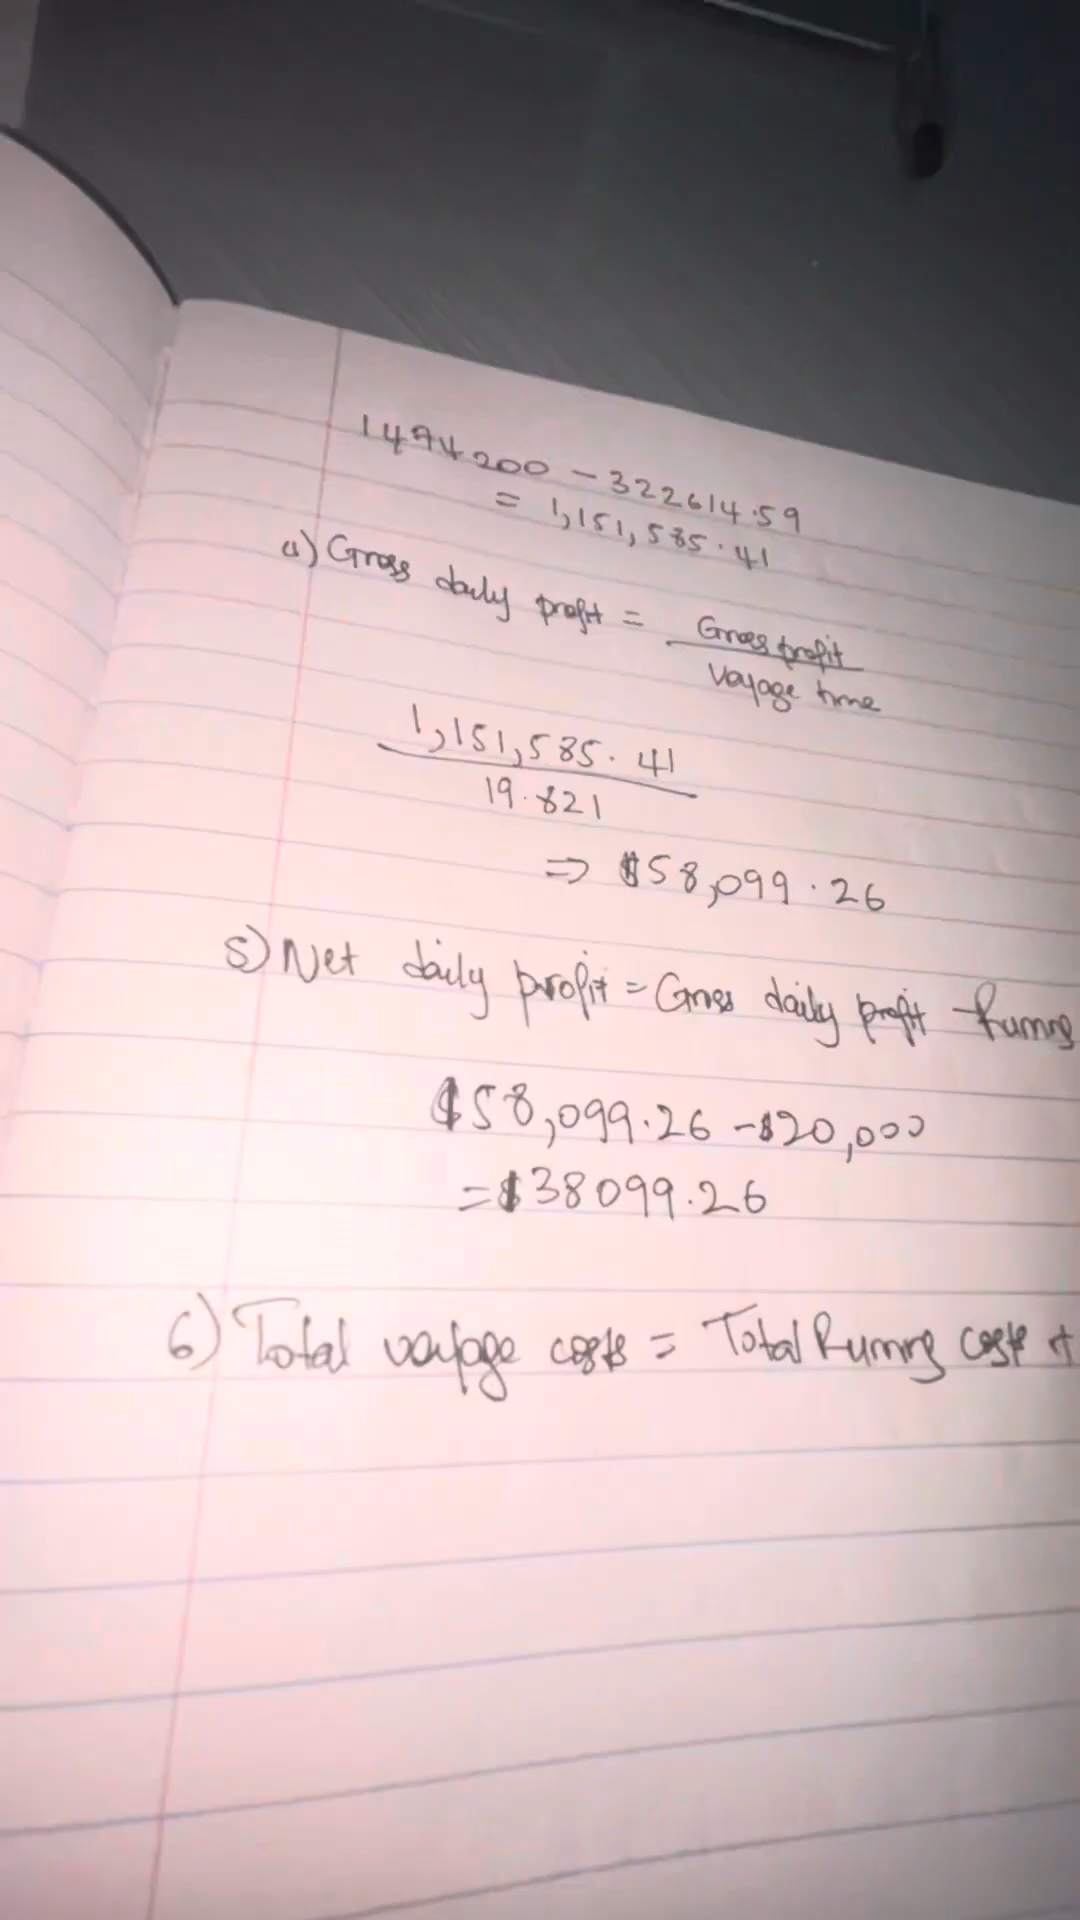 1474200 - 322614.59
= 1,151,585.41
4) Gross daily profit = Gross profit
Voyage time
1,151,585.41
19.821
⇒ $58,099.26
5) Net daily profit = Gross daily profit - Running
$58,099.26 - $20,000
= $38099.26
6) Total voyage costs = Total Running costs +